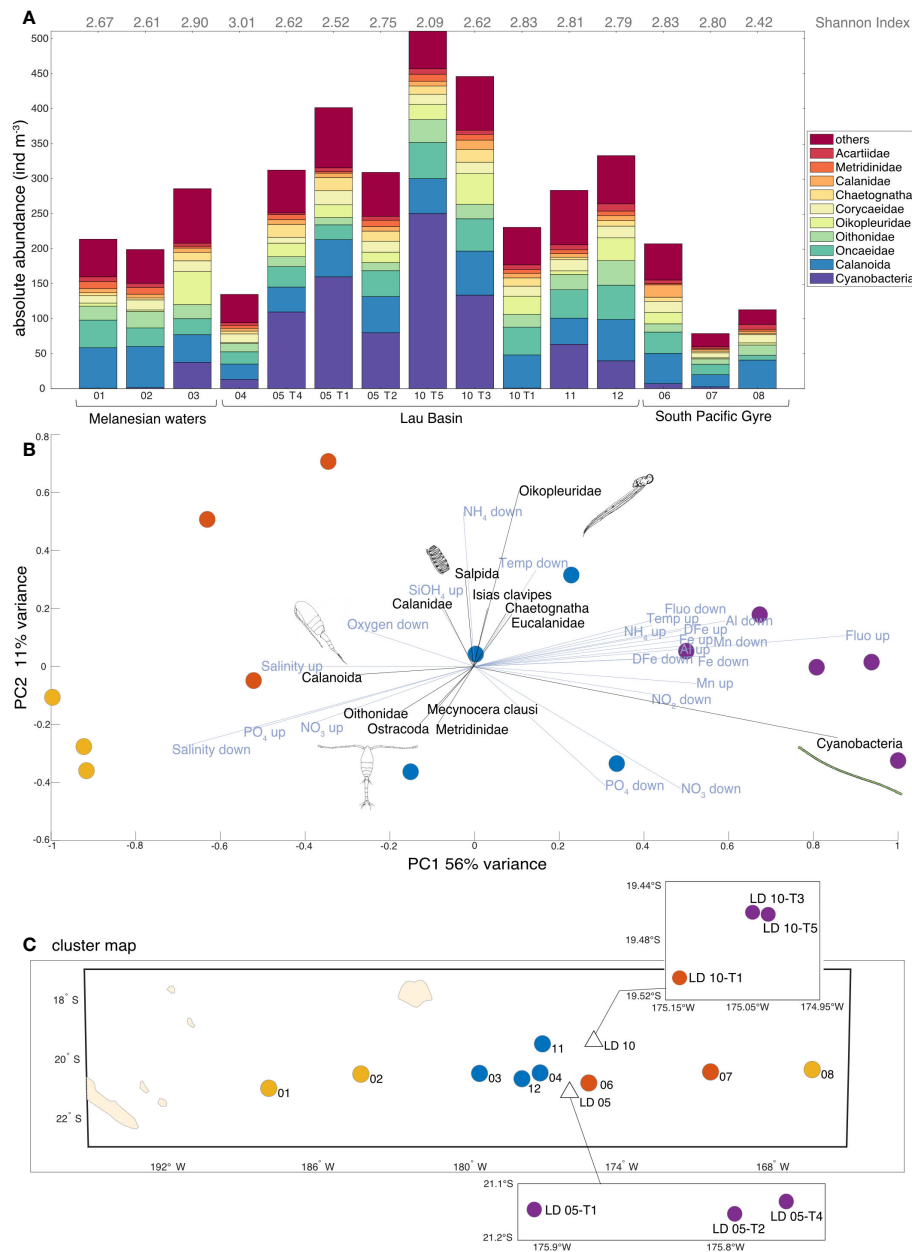 A
2.67 2.61 2.90 3.01 2.62 2.52 2.75 2.09 2.62 2.83 2.81 2.79 2.83 2.80 2.42 Shannon Index
absolute abundance (ind m⁻³)
500
450
400
350
300
250
200
150
100
50
0
others
Acartiidae
Metridinidae
Calanidae
Chaetognatha
Corycaeidae
Oikopleuridae
Oithonidae
Oncaeidae
Calanoida
Cyanobacteria
01 02 03 04 05 T4 05 T1 05 T2 10 T5 10 T3 10 T1 11 12 06 07 08
Melanesian waters Lau Basin South Pacific Gyre
B
PC2 11% variance
0.8
0.6
0.4
0.2
0
-0.2
-0.4
-0.6
Oikopleuridae
NH₄ down
Temp down
Salpida
SiOH₄ up
Isias clavipes
Calanidae
Chaetognatha
Eucalanidae
Oxygen down
Fluo down
Temp up
Al down
NH₄ up
DFe up
Fe up
Mn down
Fluo up
Al up
DFe down
Fe down
Salinity up
Calanoida
Mn up
NO₂ down
Oithonidae
Mecynocera clausi
Ostracoda
Metridinidae
PO₄ up
NO₃ up
Salinity down
Cyanobacteria
PO₄ down
NO₃ down
-1 -0.8 -0.6 -0.4 -0.2 0 0.2 0.4 0.6 0.8 1
PC1 56% variance
C cluster map
19.44°S
19.48°S
19.52°S
LD 10-T3
LD 10-T5
LD 10-T1
175.15°W 175.05°W 174.95°W
18° S
20° S
22° S
01
02
03
12
11
04
LD 10
LD 05
06
07
08
192° W 186° W 180° W 174° W 168° W
21.1°S
21.2°S
LD 05-T1
LD 05-T2
LD 05-T4
175.9°W 175.8°W